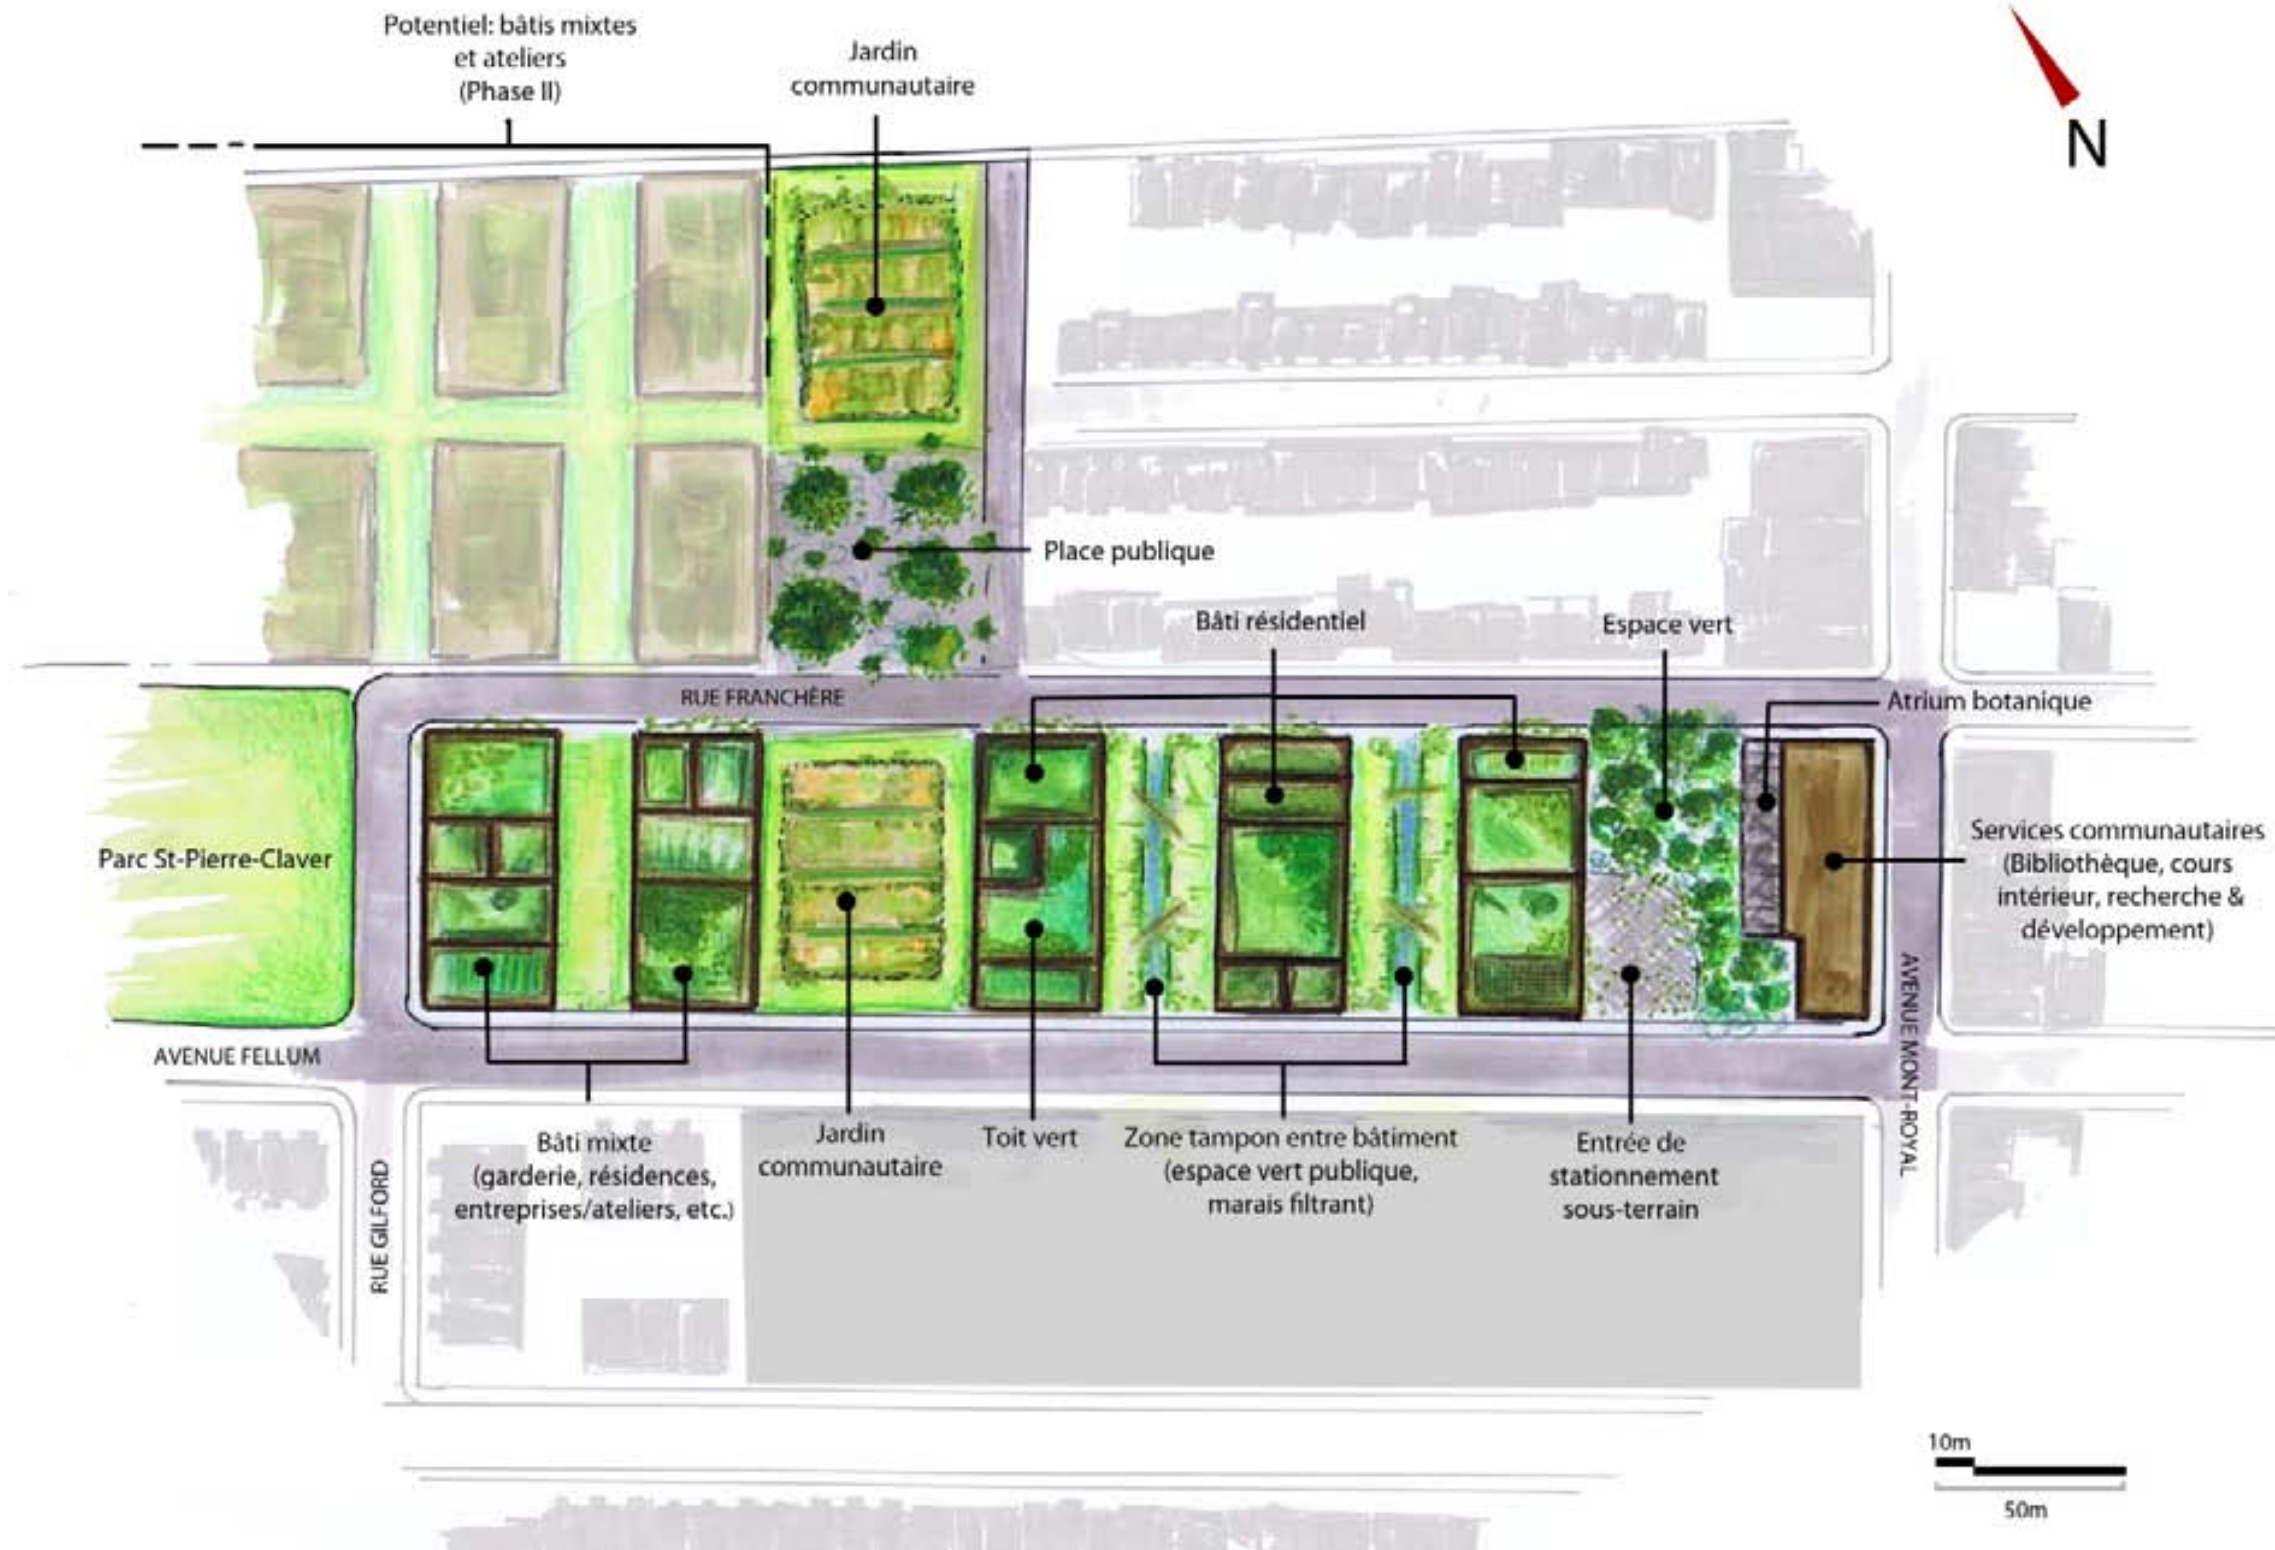 Potentiel: bâtis mixtes
et ateliers
(Phase II)
Jardin
communautaire
N
Place publique
Bâti résidentiel
Espace vert
RUE FRANCHÈRE
Atrium botanique
Parc St-Pierre-Claver
Services communautaires
(Bibliothèque, cours
intérieur, recherche &
développement)
AVENUE FELLUM
AVENUE MONT-ROYAL
RUE GILFORD
Bâti mixte
(garderie, résidences,
entreprises/ateliers, etc.)
Jardin
communautaire
Toit vert
Zone tampon entre bâtiment
(espace vert publique,
marais filtrant)
Entrée de
stationnement
sous-terrain
10m
50m